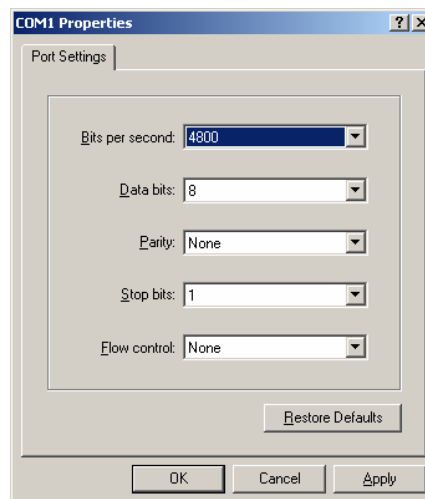 COM1 Properties
Port Settings
Bits per second: 4800
Data bits: 8
Parity: None
Stop bits: 1
Flow control: None
Restore Defaults
OK Cancel Apply